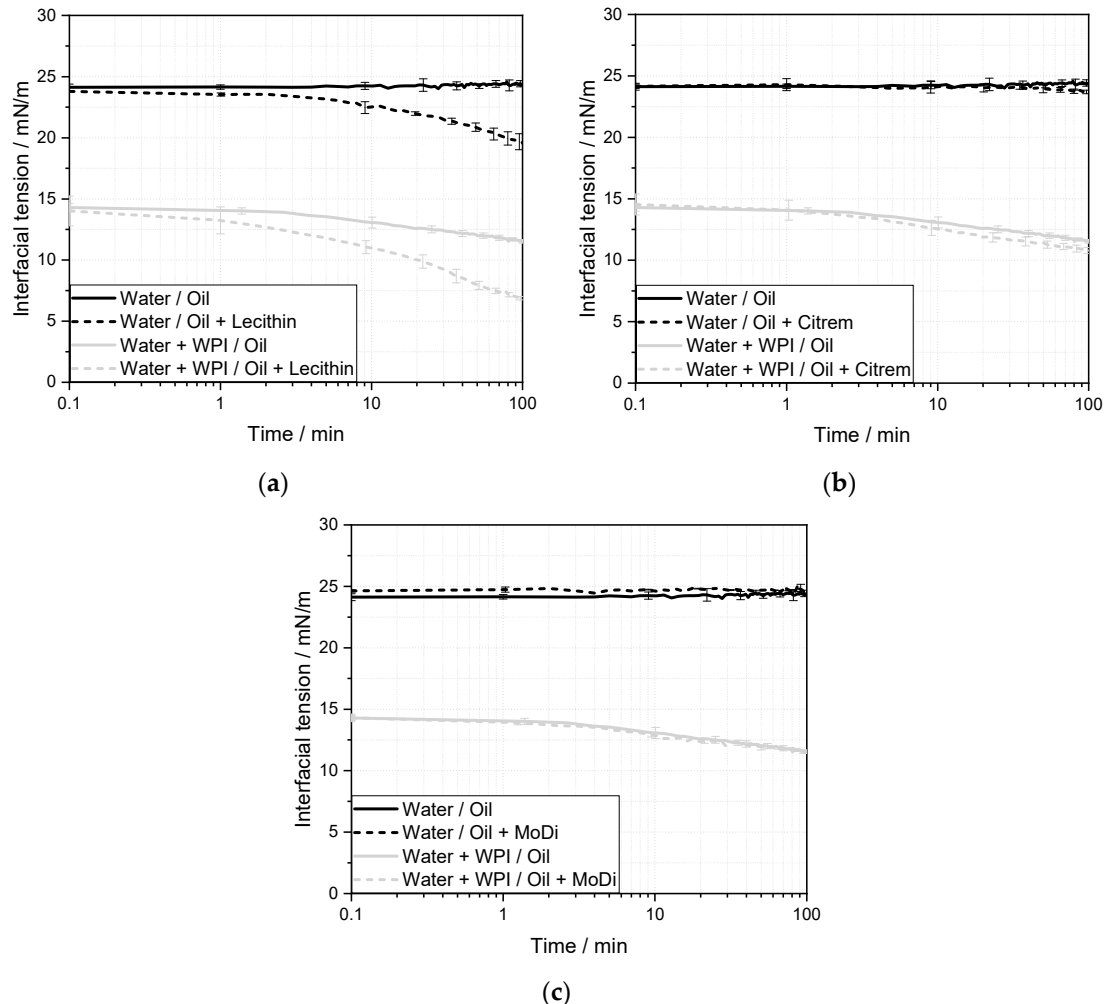 30
25
20
15
10
5
0
Interfacial tension / mN/m
Water / Oil
Water / Oil + Lecithin
Water + WPI / Oil
Water + WPI / Oil + Lecithin
0.1 1 10 100
Time / min
(a)
30
25
20
15
10
5
0
Interfacial tension / mN/m
Water / Oil
Water / Oil + Citrem
Water + WPI / Oil
Water + WPI / Oil + Citrem
0.1 1 10 100
Time / min
(b)
30
25
20
15
10
5
0
Interfacial tension / mN/m
Water / Oil
Water / Oil + MoDi
Water + WPI / Oil
Water + WPI / Oil + MoDi
0.1 1 10 100
Time / min
(c)